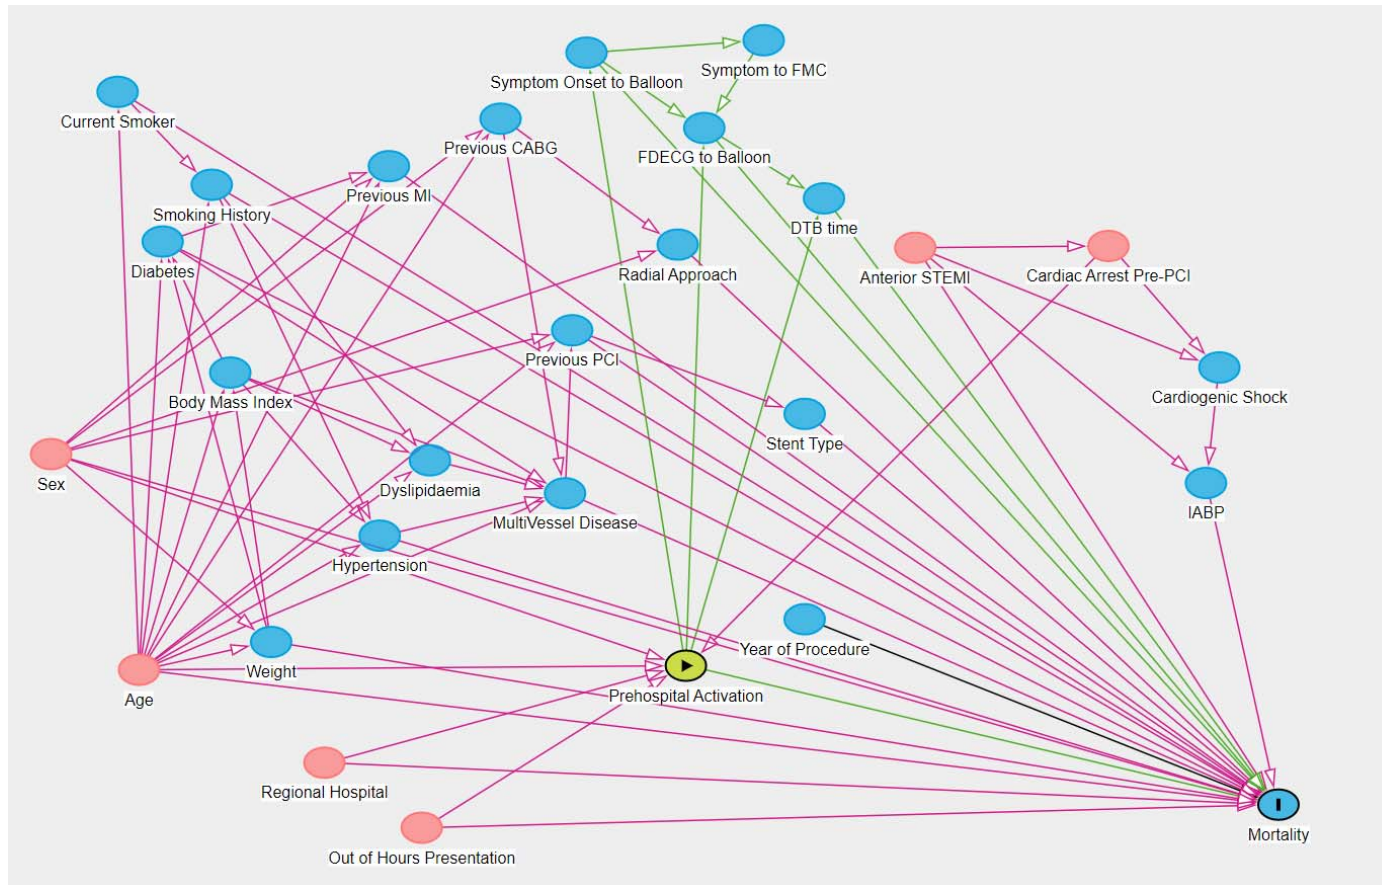 Symptom Onset to Balloon
Symptom to FMC
Current Smoker
Previous CABG
FDECG to Balloon
Previous MI
Smoking History
DTB time
Diabetes
Radial Approach
Anterior STEMI
Cardiac Arrest Pre-PCI
Previous PCI
Body Mass Index
Cardiogenic Shock
Stent Type
Sex
Dyslipidaemia
MultiVessel Disease
IABP
Hypertension
Year of Procedure
Weight
Age
Prehospital Activation
Regional Hospital
Mortality
Out of Hours Presentation